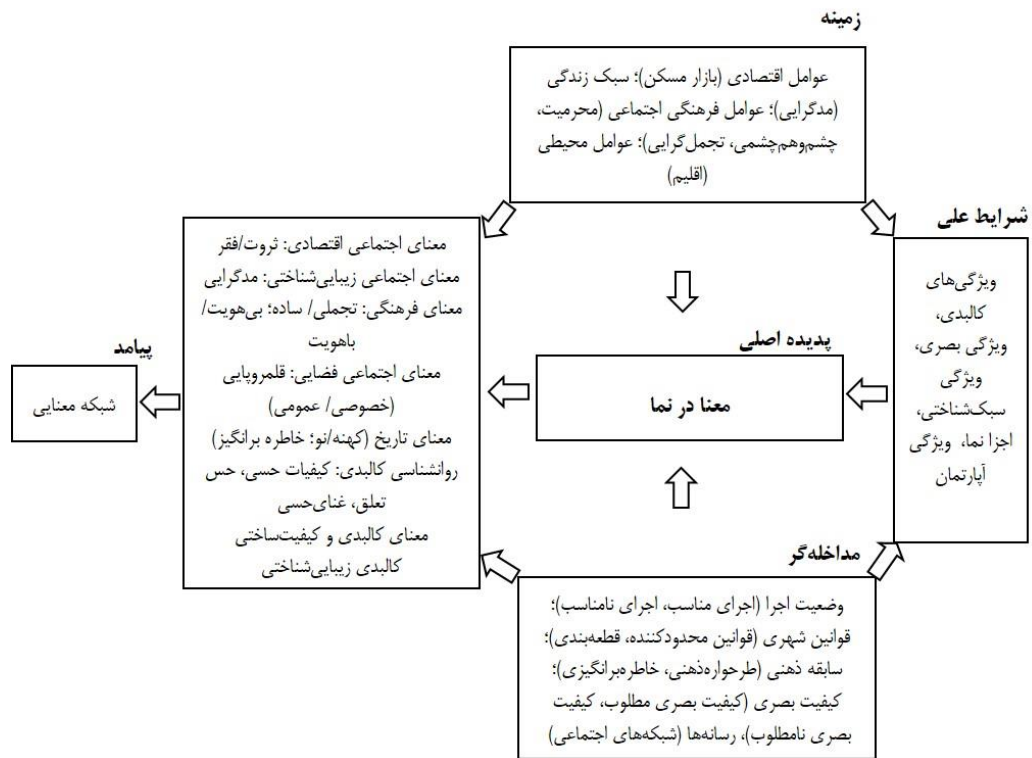 زمینه
عوامل اقتصادی (بازار مسکن)؛ سبک زندگی
(مدگرایی)؛ عوامل فرهنگی اجتماعی (محرمیت،
چشم‌وهم‌چشمی، تجمل‌گرایی)؛ عوامل محیطی
(اقلیم)
شرایط علی
ویژگی‌های
کالبدی،
ویژگی بصری،
ویژگی
سبک‌شناختی،
اجزا نما، ویژگی
آپارتمان
پدیده اصلی
معنا در نما
معنای اجتماعی اقتصادی: ثروت/فقر
معنای اجتماعی زیبایی‌شناختی: مدگرایی
معنای فرهنگی: تجملی/ ساده؛ بی‌هویت/
باهویت
معنای اجتماعی فضایی: قلمروپایی
(خصوصی/ عمومی)
معنای تاریخ (کهنه/نو؛ خاطره برانگیز)
روانشناسی کالبدی: کیفیات حسی، حس
تعلق، غنای‌حسی
معنای کالبدی و کیفیت‌ساختی
کالبدی زیبایی‌شناختی
پیامد
شبکه معنایی
مداخله‌گر
وضعیت اجرا (اجرای مناسب، اجرای نامناسب)؛
قوانین شهری (قوانین محدودکننده، قطعه‌بندی)؛
سابقه ذهنی (طرحواره‌ذهنی، خاطره‌برانگیزی)؛
کیفیت بصری (کیفیت بصری مطلوب، کیفیت
بصری نامطلوب)، رسانه‌ها (شبکه‌های اجتماعی)